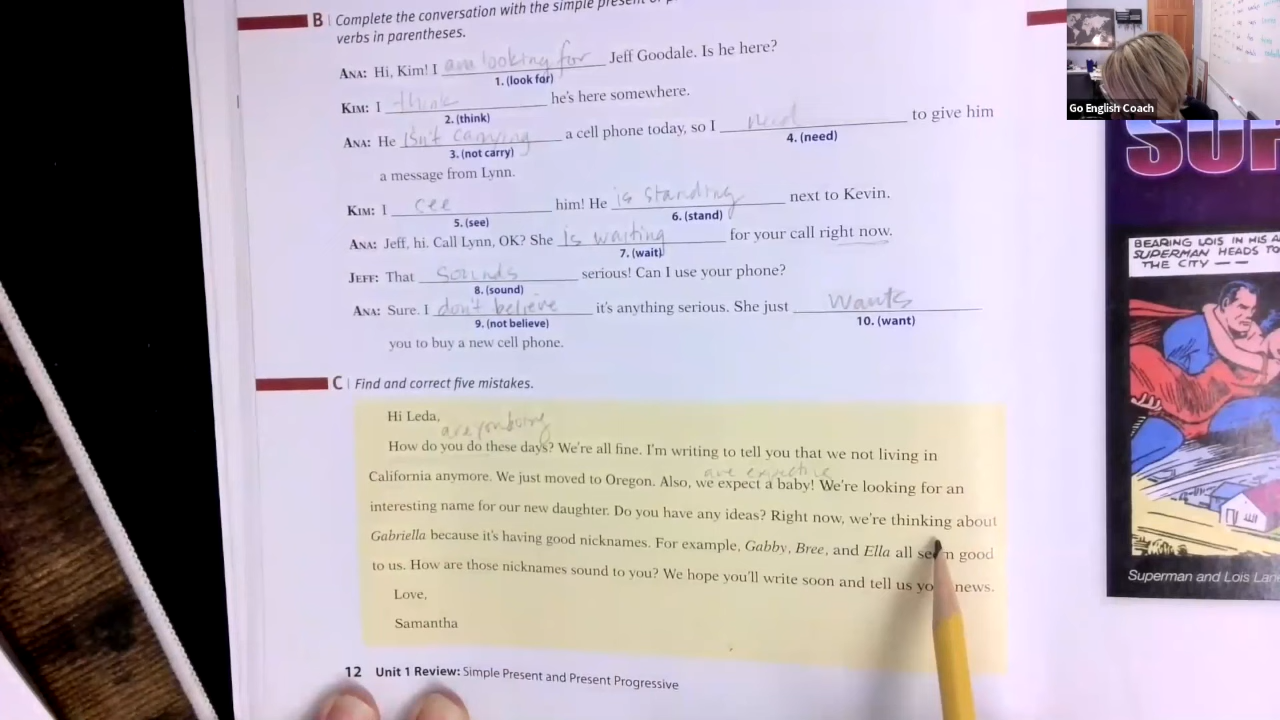 B | Complete the conversation with the simple present or
verbs in parentheses.
ANA: Hi, Kim! I am looking for Jeff Goodale. Is he here?
1. (look for)
KIM: I think he's here somewhere.
2. (think)
ANA: He isn't carrying a cell phone today, so I need to give him
3. (not carry) 4. (need)
a message from Lynn.
KIM: I see him! He is standing next to Kevin.
5. (see) 6. (stand)
ANA: Jeff, hi. Call Lynn, OK? She is waiting for your call right now.
7. (wait)
JEFF: That sounds serious! Can I use your phone?
8. (sound)
ANA: Sure. I don't believe it's anything serious. She just wants
9. (not believe) 10. (want)
you to buy a new cell phone.
C | Find and correct five mistakes.
Hi Leda,
are you doing
How do you do these days? We're all fine. I'm writing to tell you that we not living in
are expecting
California anymore. We just moved to Oregon. Also, we expect a baby! We're looking for an
interesting name for our new daughter. Do you have any ideas? Right now, we're thinking about
Gabriella because it's having good nicknames. For example, Gabby, Bree, and Ella all seem good
to us. How are those nicknames sound to you? We hope you'll write soon and tell us your news.
Love,
Samantha
12 Unit 1 Review: Simple Present and Present Progressive
Go English Coach
BEARING LOIS IN HIS
SUPERMAN HEADS TO
THE CITY — —
Superman and Lois Lane